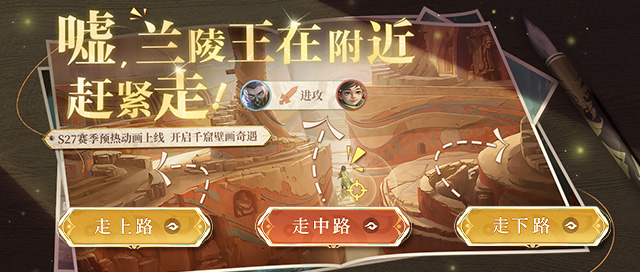 嘘,兰陵王在附近
赶紧走!
进攻
S27赛季预热动画上线 开启千窟壁画奇遇
走上路
走中路
走下路